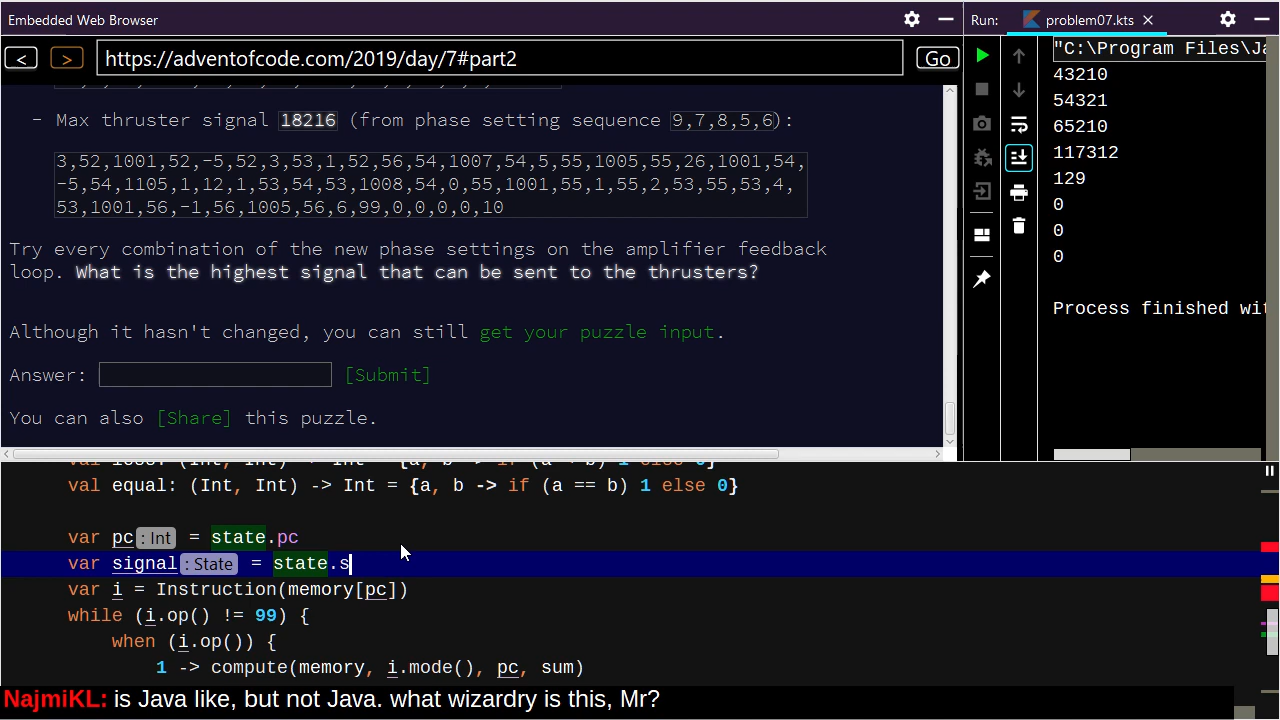 Embedded Web Browser
Run: problem07.kts
< > https://adventofcode.com/2019/day/7#part2 Go
- Max thruster signal 18216 (from phase setting sequence 9,7,8,5,6):
3,52,1001,52,-5,52,3,53,1,52,56,54,1007,54,5,55,1005,55,26,1001,54,
-5,54,1105,1,12,1,53,54,53,1008,54,0,55,1001,55,1,55,2,53,55,53,4,
53,1001,56,-1,56,1005,56,6,99,0,0,0,0,10
Try every combination of the new phase settings on the amplifier feedback
loop. What is the highest signal that can be sent to the thrusters?
Although it hasn't changed, you can still get your puzzle input.
Answer: [Submit]
You can also [Share] this puzzle.
"C:\Program Files\Ja
43210
54321
65210
117312
129
0
0
0
Process finished wit
val equal: (Int, Int) -> Int = {a, b -> if (a == b) 1 else 0}
var pc : Int = state.pc
var signal : State = state.s
var i = Instruction(memory[pc])
while (i.op() != 99) {
when (i.op()) {
1 -> compute(memory, i.mode(), pc, sum)
NajmiKL: is Java like, but not Java. what wizardry is this, Mr?